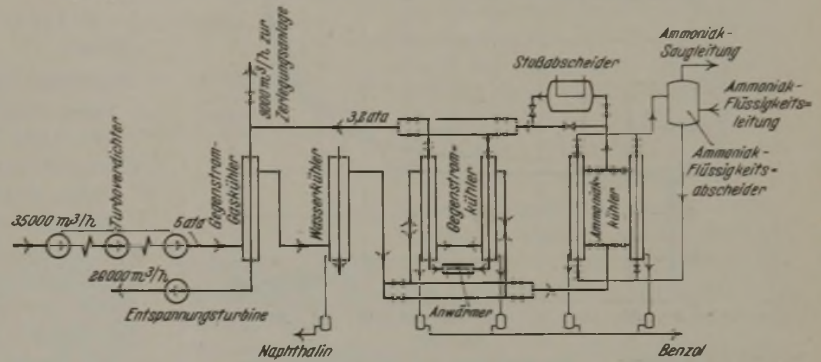 Ammoniak-
Saugleitung
8000 m³/h zur
Zerlegungsanlage
Stoßabscheider
Ammoniak-
Flüssigkeits=
leitung
3,2 ata
Ammoniak-
Flüssigkeits-
abscheider
Gegenstrom-
Gaskühler
Wasserkühler
Gegenstrom-
kühler
Ammoniak-
kühler
35000 m³/h
Turboverdichter
5 ata
26000 m³/h
Entspannungsturbine
Anwärmer
Naphthalin
Benzol